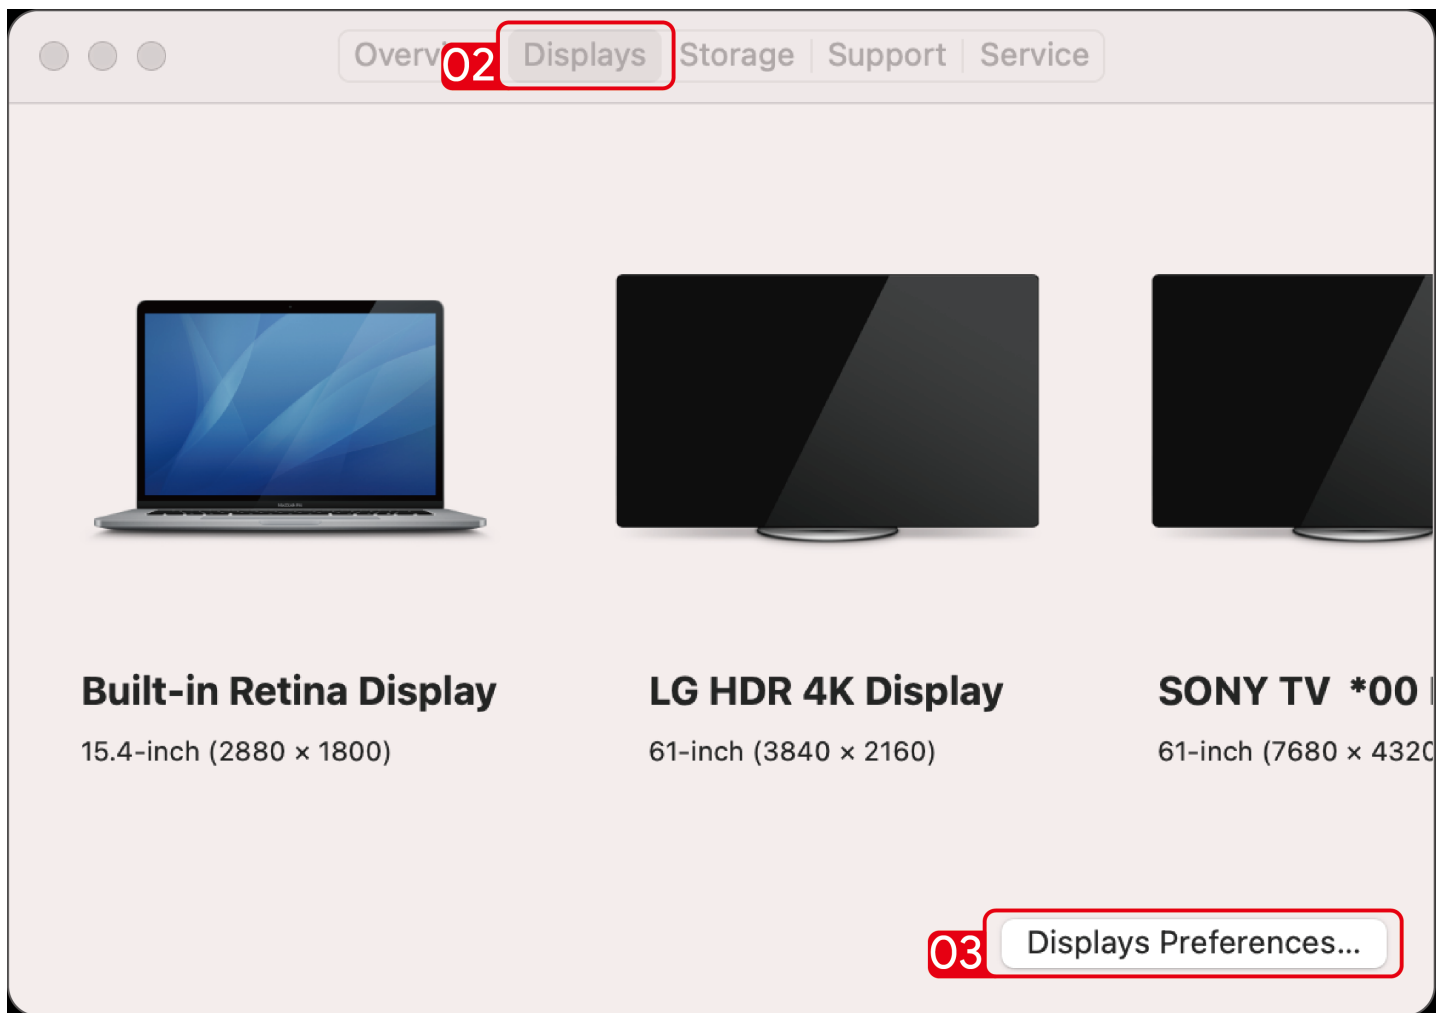 Overvi
02
Displays
Storage
Support
Service
Built-in Retina Display
LG HDR 4K Display
SONY TV *00
15.4-inch (2880 × 1800)
61-inch (3840 × 2160)
61-inch (7680 × 4320
03
Displays Preferences...